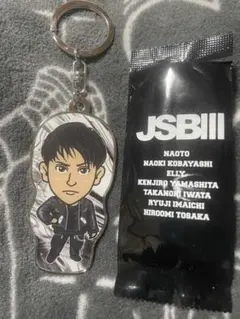 JSBIII
NAOTO
NAOKI KOBAYASHI
ELLY
KENJIRO YAMASHITA
TAKANORI IWATA
RYUJI IMAICHI
HIROOMI TOSAKA